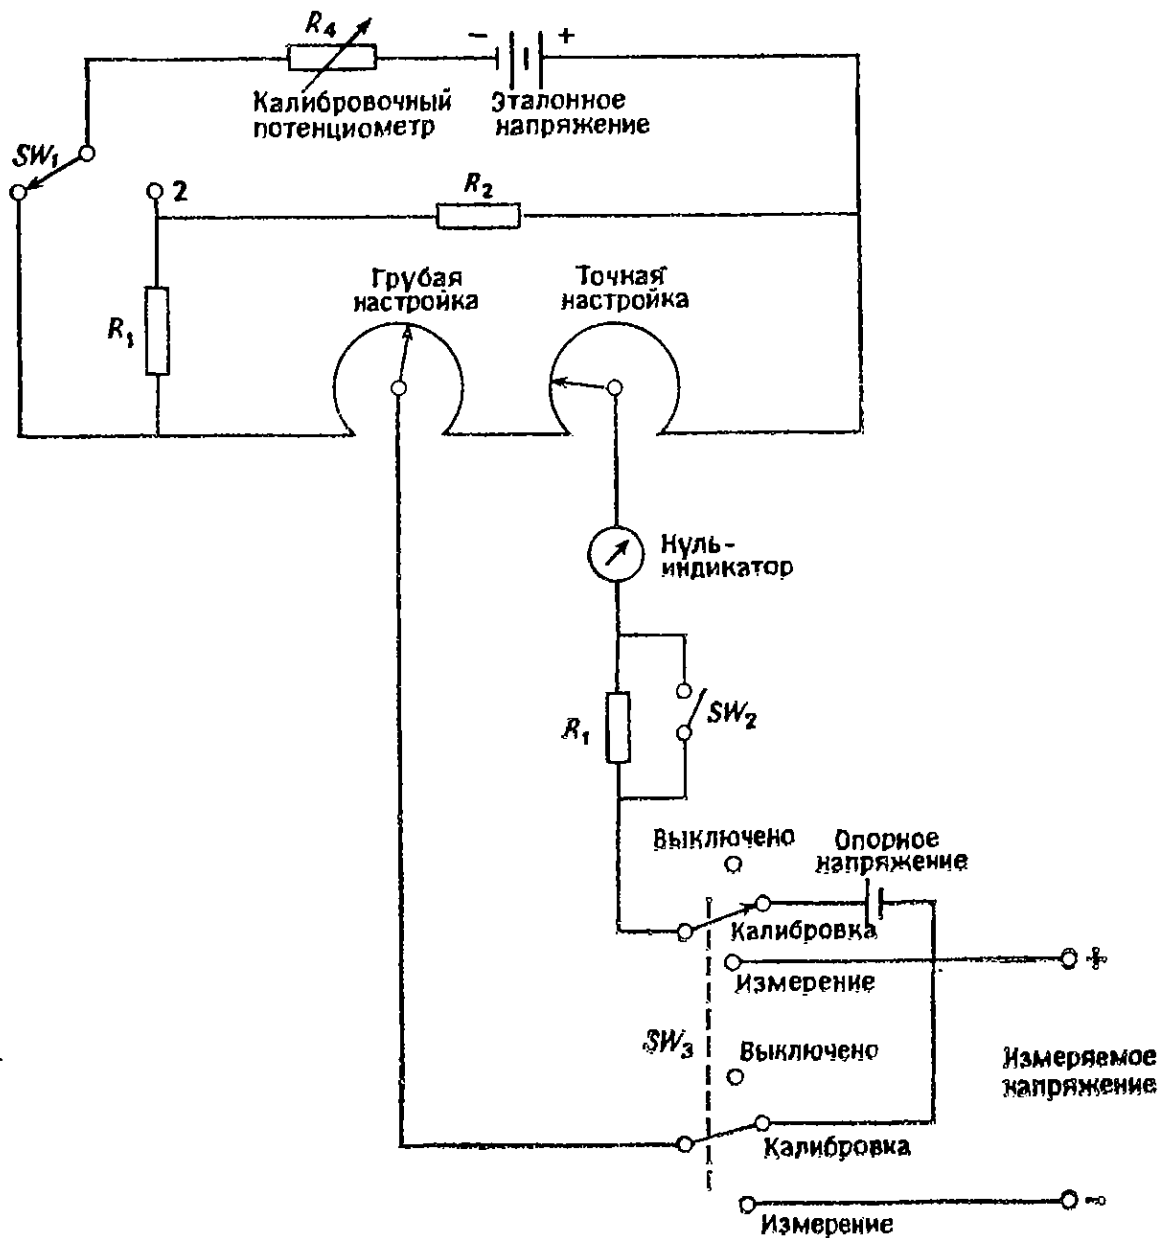 R4
− +
Калибровочный
потенциометр
Эталонное
напряжение
SW1
2
R2
Грубая
настройка
Точная
настройка
R1
Нуль-
индикатор
R1
SW2
Выключено
Опорное
напряжение
Калибровка
+
Измерение
SW3
Выключено
Измеряемое
напряжение
Калибровка
−
Измерение